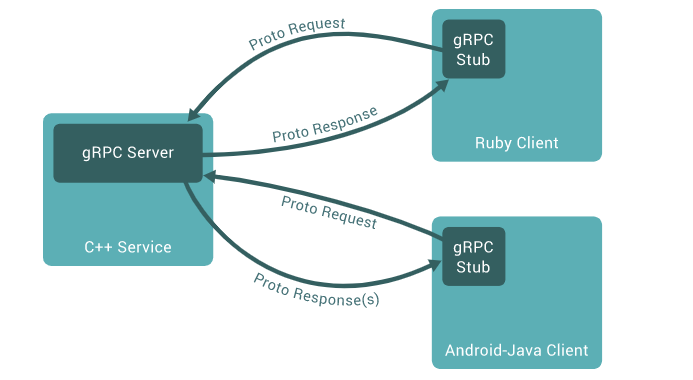 Proto Request
gRPC
Stub
Ruby Client
Proto Response
gRPC Server
C++ Service
Proto Request
gRPC
Stub
Android-Java Client
Proto Response(s)